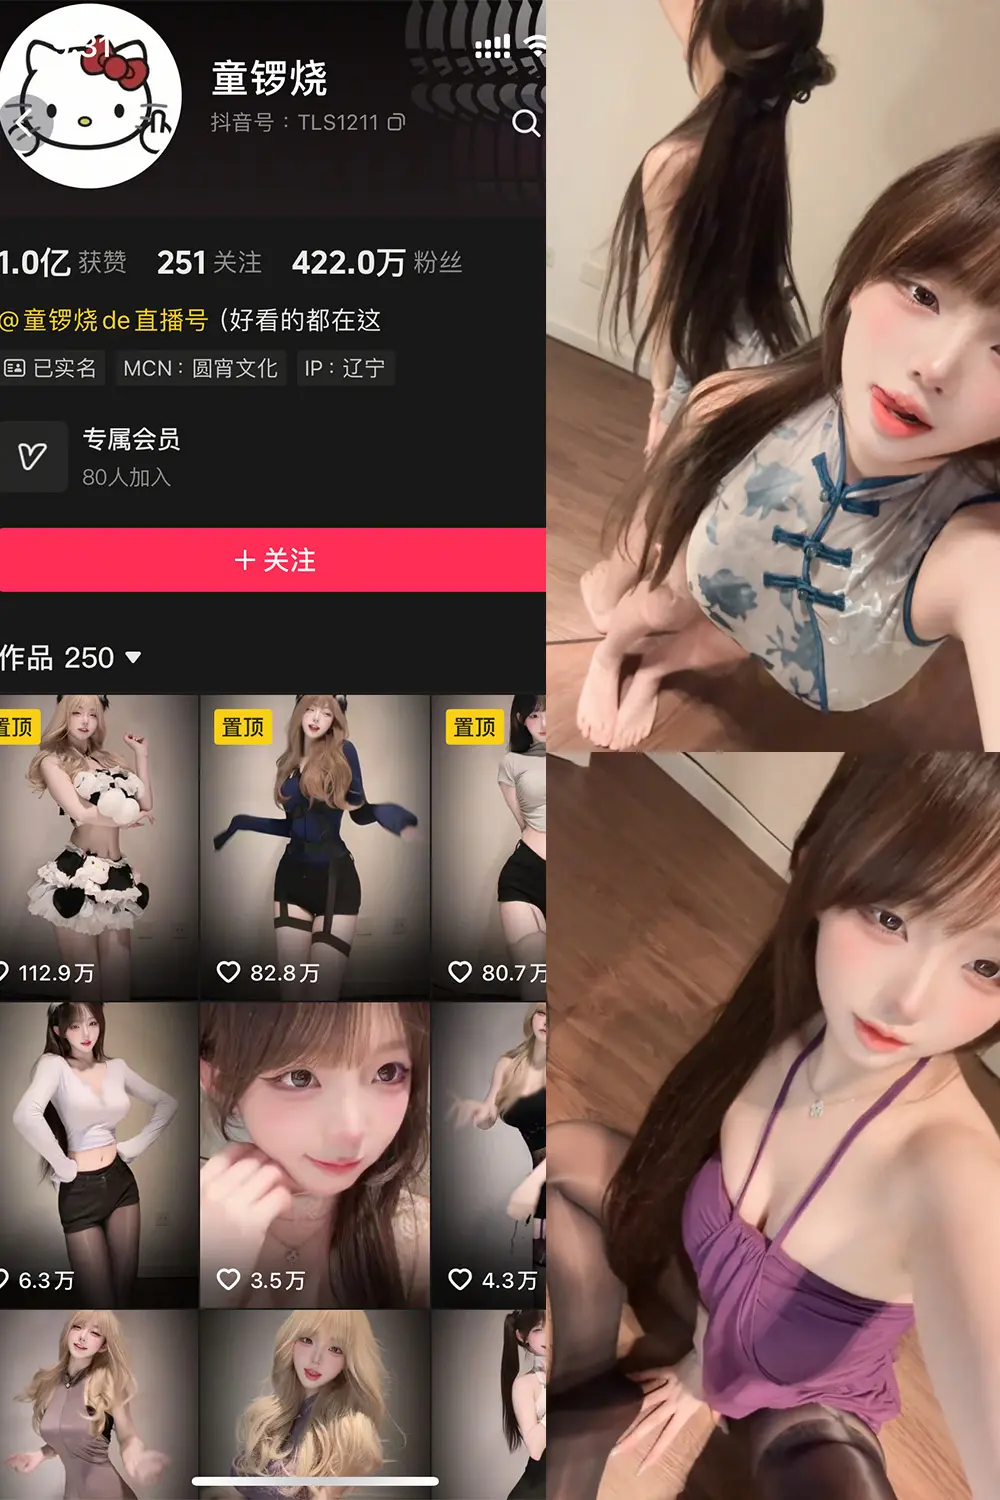 1:31
童锣烧
抖音号：TLS1211
1.0亿 获赞 251 关注 422.0万 粉丝
@童锣烧de直播号（好看的都在这
已实名 MCN：圆宵文化 IP：辽宁
专属会员
80人加入
+ 关注
作品 250
置顶 置顶 置顶
112.9万 82.8万 80.7万
6.3万 3.5万 4.3万